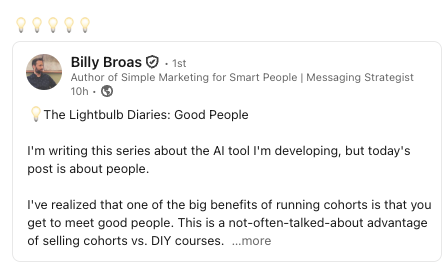 💡💡💡💡💡
Billy Broas • 1st
Author of Simple Marketing for Smart People | Messaging Strategist
10h •
💡The Lightbulb Diaries: Good People
I'm writing this series about the AI tool I'm developing, but today's
post is about people.
I've realized that one of the big benefits of running cohorts is that you
get to meet good people. This is a not-often-talked-about advantage
of selling cohorts vs. DIY courses. ...more